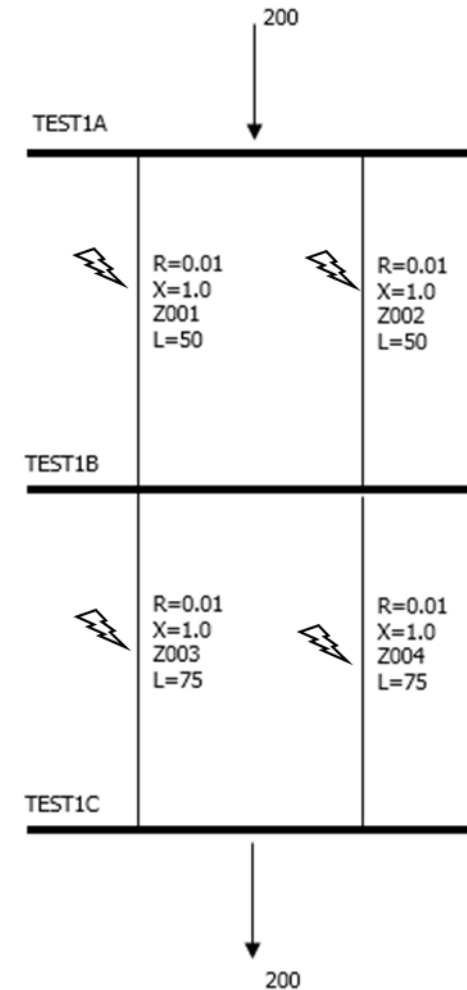 200
TEST1A
R=0.01
X=1.0
Z001
L=50
R=0.01
X=1.0
Z002
L=50
TEST1B
R=0.01
X=1.0
Z003
L=75
R=0.01
X=1.0
Z004
L=75
TEST1C
200